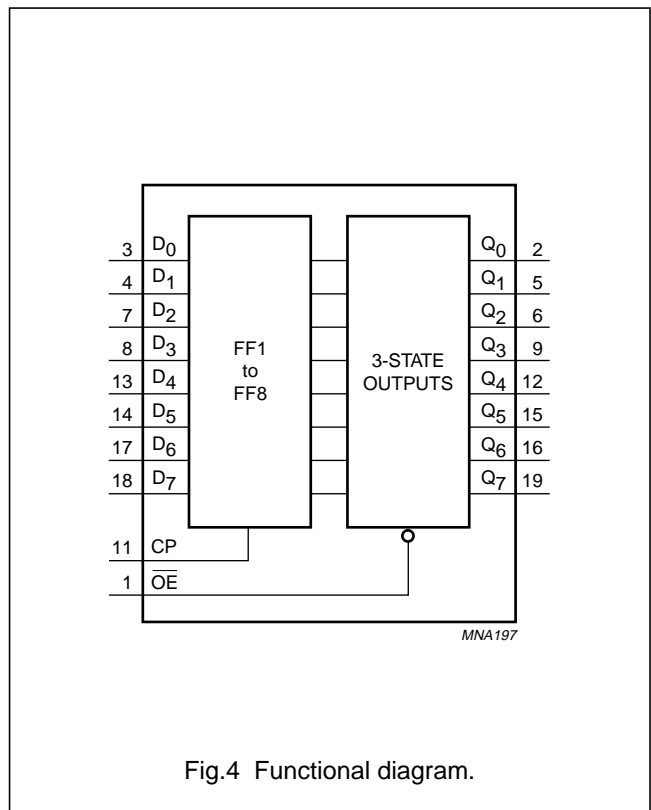 3 D0 Q0 2
4 D1 Q1 5
7 D2 Q2 6
8 D3 Q3 9
13 D4 Q4 12
14 D5 Q5 15
17 D6 Q6 16
18 D7 Q7 19
FF1
to
FF8
3-STATE
OUTPUTS
11 CP
1 O̅E̅
MNA197
Fig.4 Functional diagram.